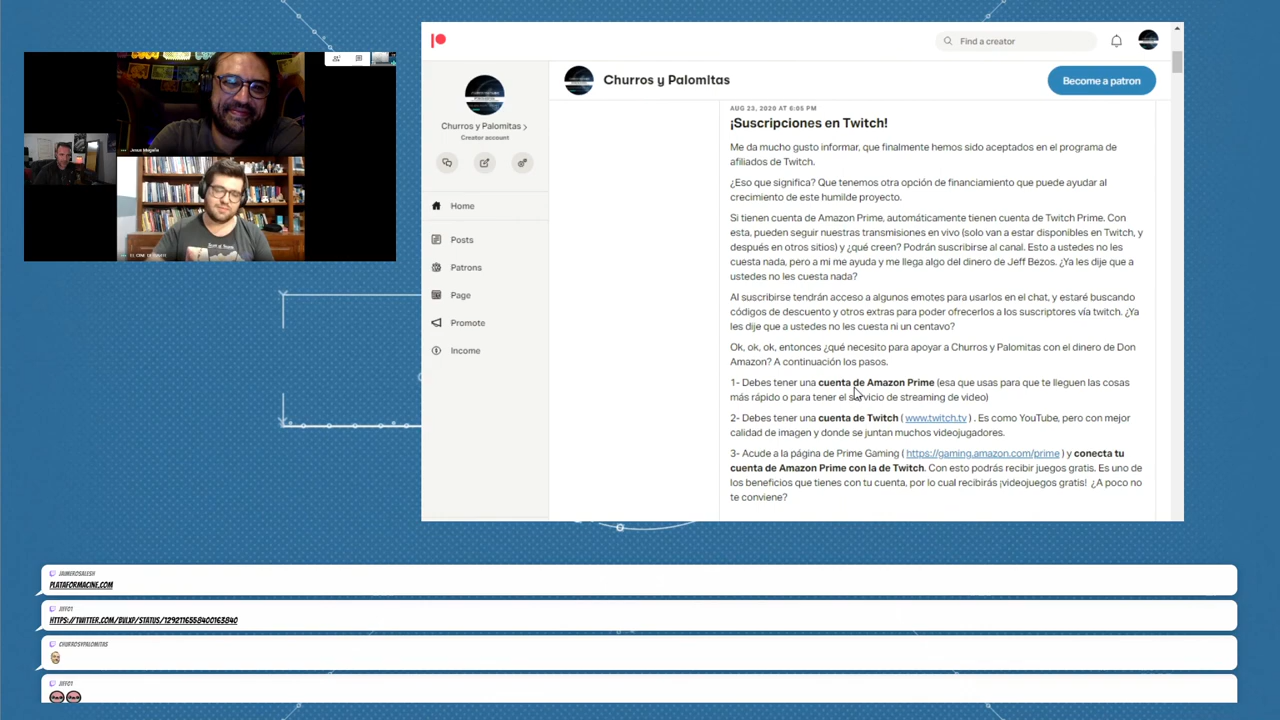 Find a creator
Churros y Palomitas
Become a patron
Churros y Palomitas
Creator account
Home
Posts
Patrons
Page
Promote
Income
AUG 23, 2020 AT 6:05 PM
¡Suscripciones en Twitch!
Me da mucho gusto informar, que finalmente hemos sido aceptados en el programa de
afiliados de Twitch.
¿Eso que significa? Que tenemos otra opción de financiamiento que puede ayudar al
crecimiento de este humilde proyecto.
Si tienen cuenta de Amazon Prime, automáticamente tienen cuenta de Twitch Prime. Con
esta, pueden seguir nuestras transmisiones en vivo (solo van a estar disponibles en Twitch, y
después en otros sitios) y ¿qué creen? Podrán suscribirse al canal. Esto a ustedes no les
cuesta nada, pero a mi me ayuda y me llega algo del dinero de Jeff Bezos. ¿Ya les dije que a
ustedes no les cuesta nada?
Al suscribirse tendrán acceso a algunos emotes para usarlos en el chat, y estaré buscando
códigos de descuento y otros extras para poder ofrecerlos a los suscriptores vía twitch. ¿Ya
les dije que a ustedes no les cuesta ni un centavo?
Ok, ok, ok, entonces ¿qué necesito para apoyar a Churros y Palomitas con el dinero de Don
Amazon? A continuación los pasos.
1- Debes tener una cuenta de Amazon Prime (esa que usas para que te lleguen las cosas
más rápido o para tener el servicio de streaming de video)
2- Debes tener una cuenta de Twitch ( www.twitch.tv ) . Es como YouTube, pero con mejor
calidad de imagen y donde se juntan muchos videojugadores.
3- Acude a la página de Prime Gaming ( https://gaming.amazon.com/prime ) y conecta tu
cuenta de Amazon Prime con la de Twitch. Con esto podrás recibir juegos gratis. Es uno de
los beneficios que tienes con tu cuenta, por lo cual recibirás ¡videojuegos gratis! ¿A poco no
te conviene?
JAIMEROSALESH
PLATAFORMACINE.COM
JIFF01
HTTPS://TWITTER.COM/BVLXP/STATUS/1292116558400163840
CHURROSYPALOMITAS
JIFF01